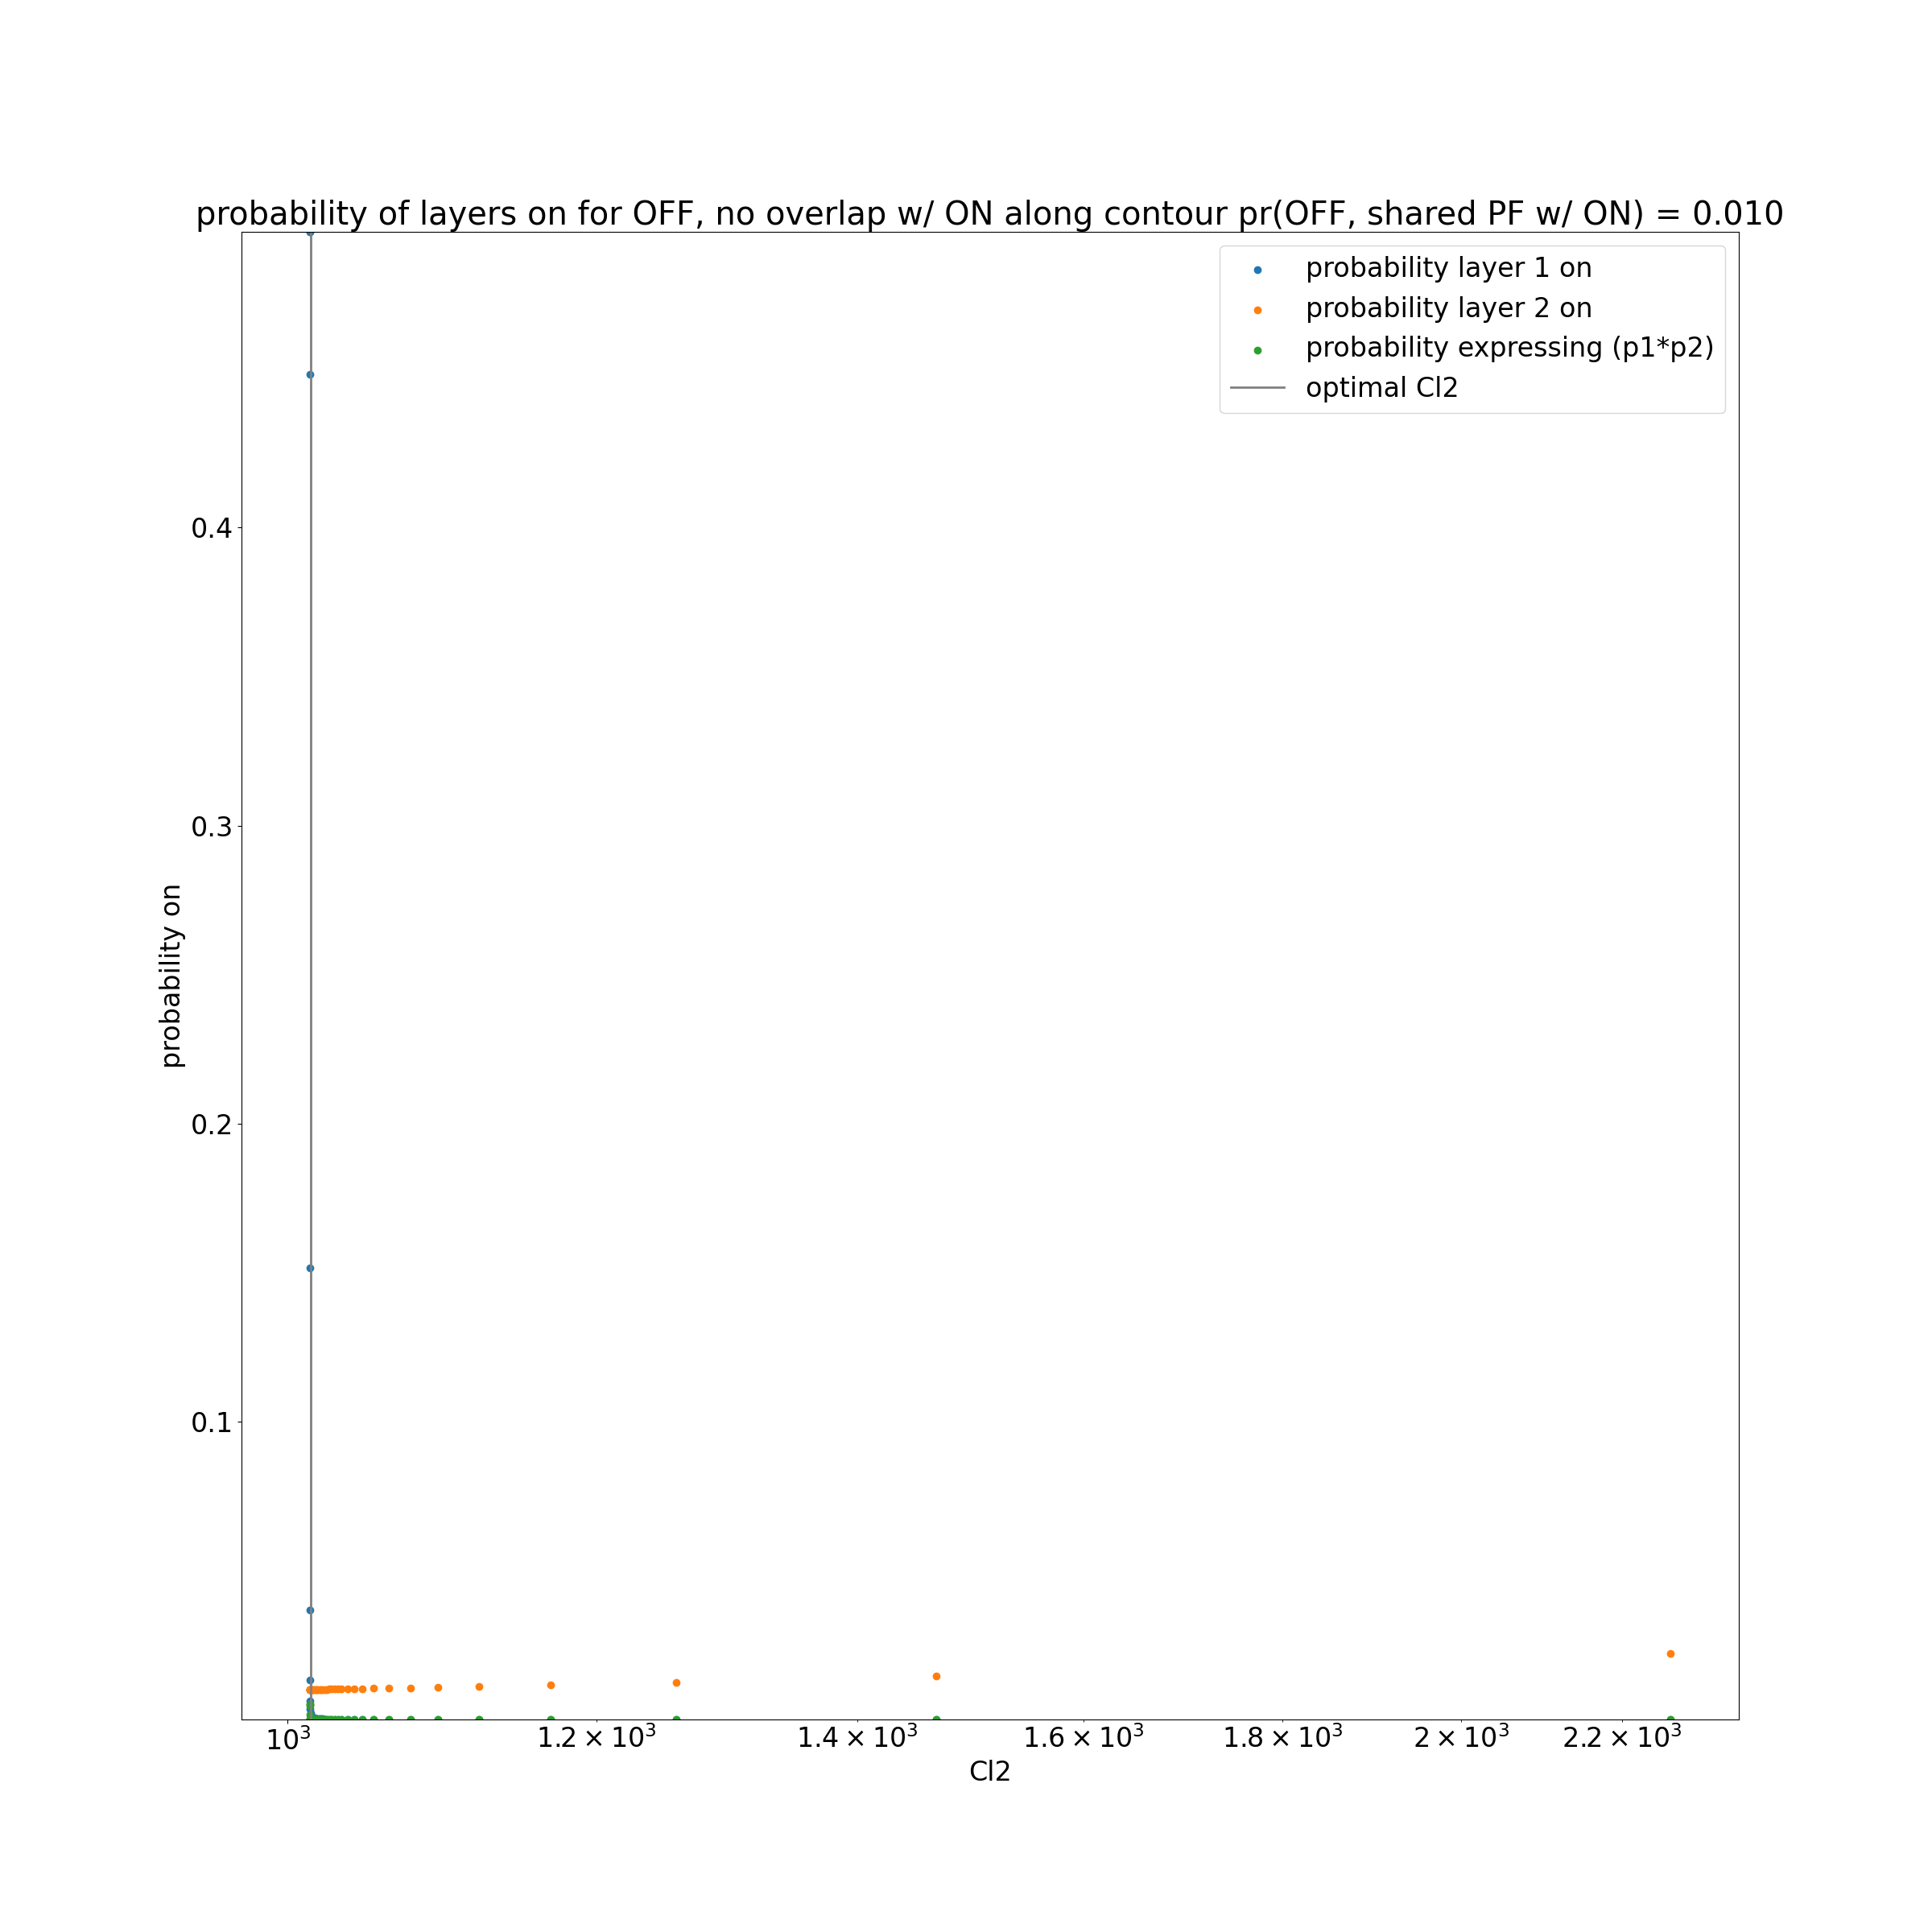 probability of layers on for OFF, no overlap w/ ON along contour pr(OFF, shared PF w/ ON) = 0.010
probability layer 1 on
probability layer 2 on
probability expressing (p1*p2)
optimal Cl2
probability on
0.4
0.3
0.2
0.1
10³ 1.2 × 10³ 1.4 × 10³ 1.6 × 10³ 1.8 × 10³ 2 × 10³ 2.2 × 10³
Cl2